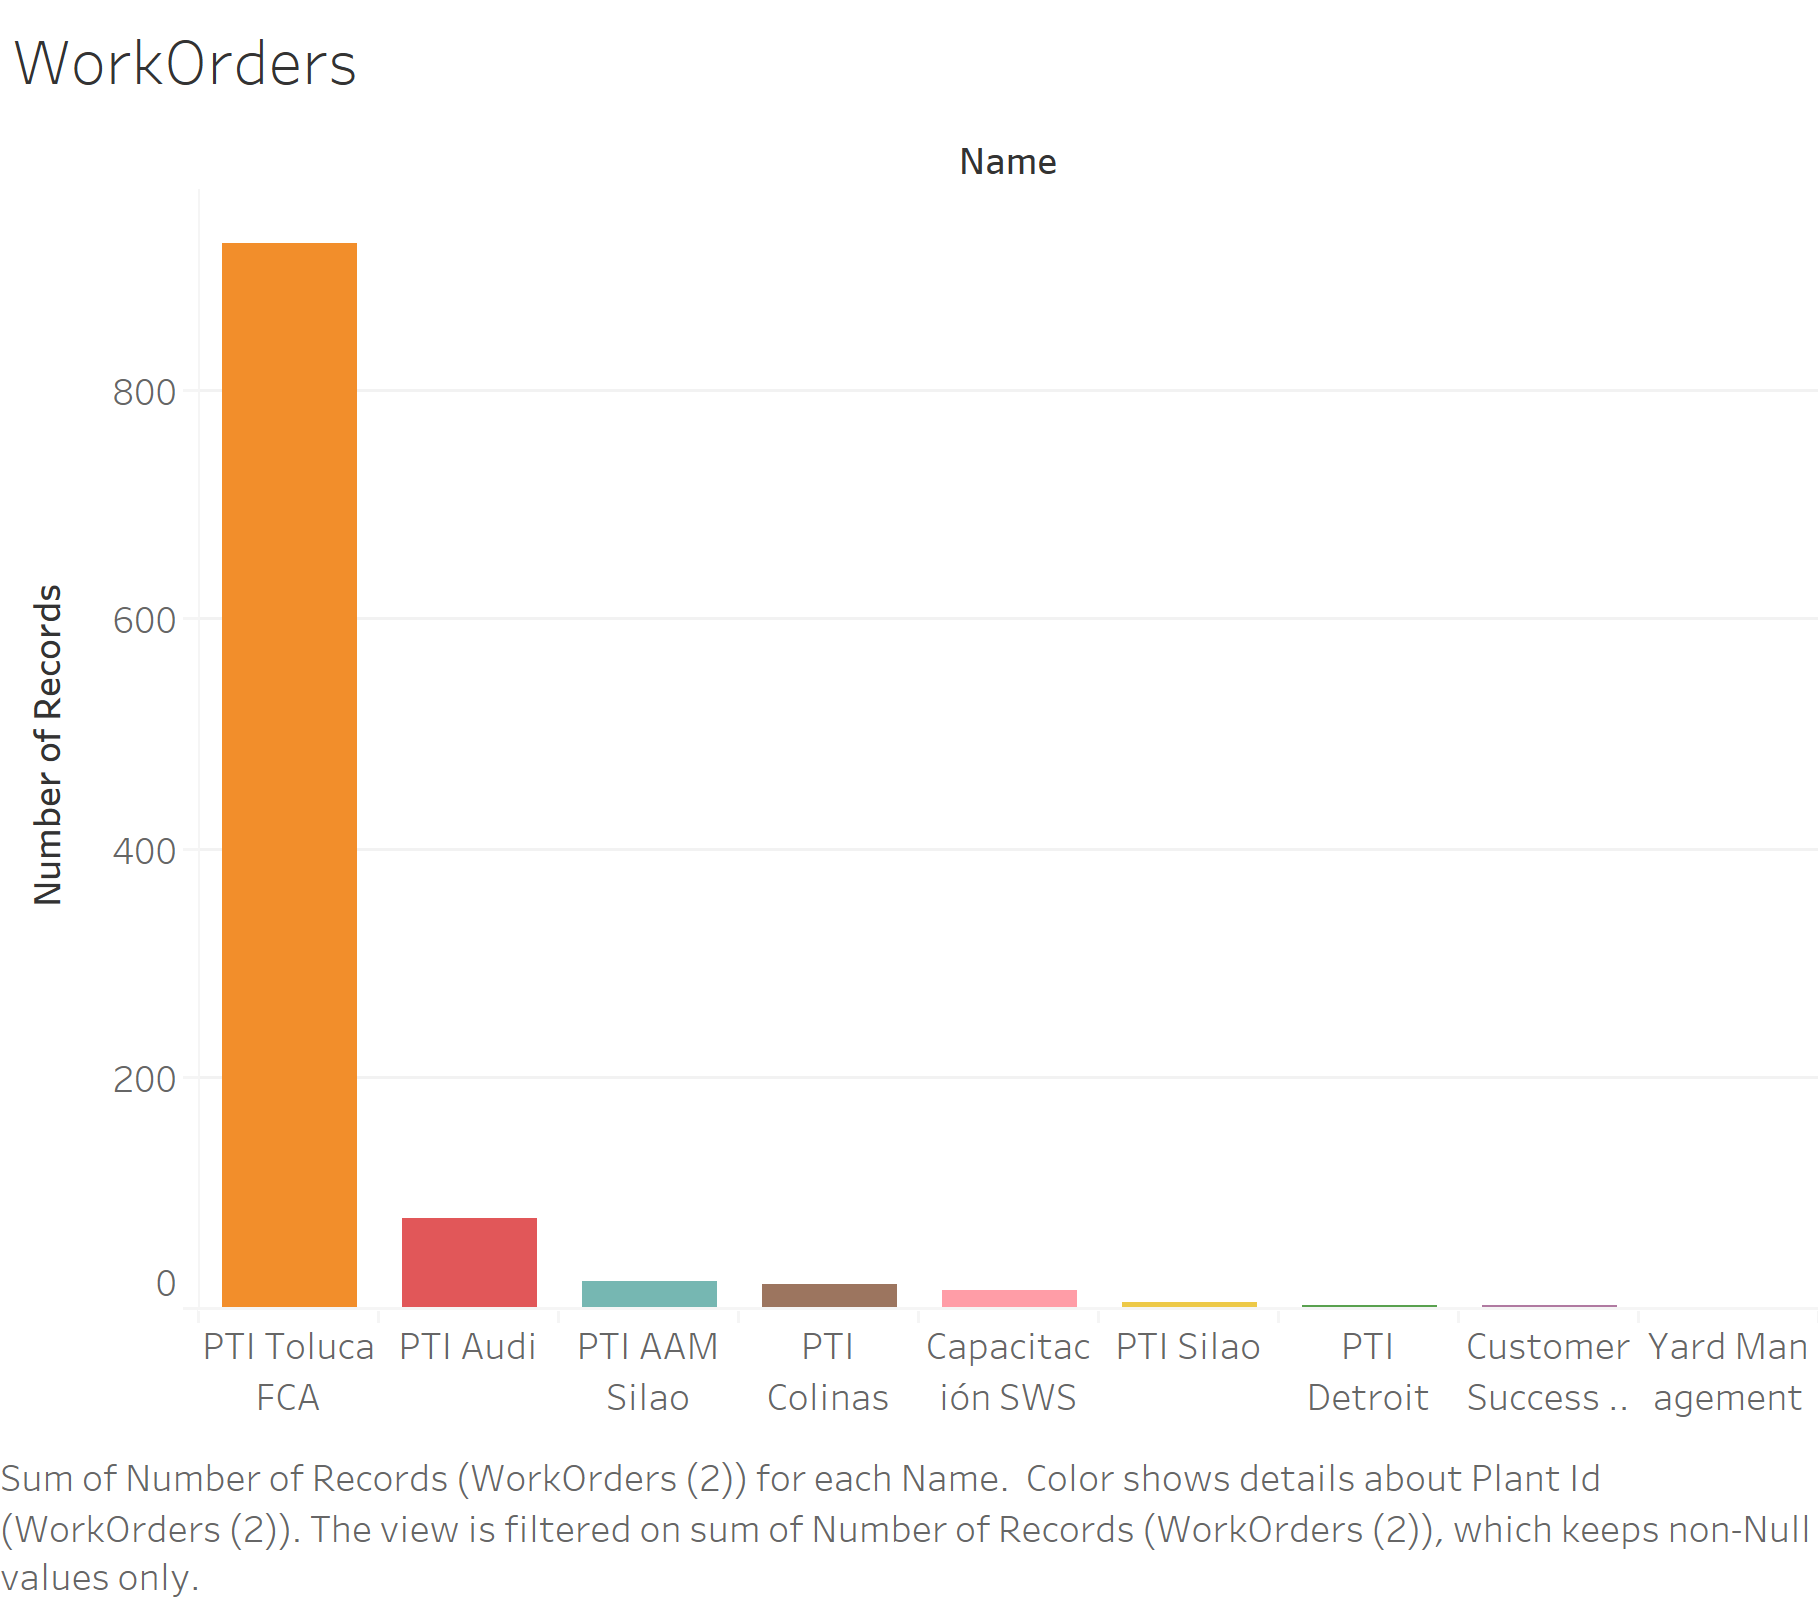 WorkOrders
Name
Number of Records
800
600
400
200
0
PTI Toluca
FCA
PTI Audi
PTI AAM
Silao
PTI
Colinas
Capacitac
ión SWS
PTI Silao
PTI
Detroit
Customer
Success ..
Yard Man
agement
Sum of Number of Records (WorkOrders (2)) for each Name.  Color shows details about Plant Id
(WorkOrders (2)). The view is filtered on sum of Number of Records (WorkOrders (2)), which keeps non-Null
values only.